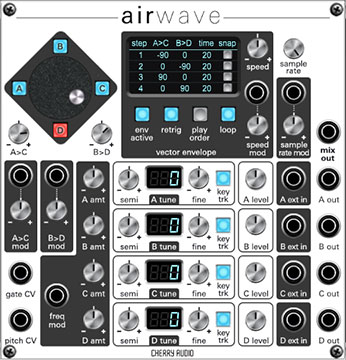 airwave
step A>C B>D time snap
1 -90 0 20
2 0 -90 20
3 90 0 20
4 0 90 20
speed
sample rate
B
A
C
D
A>C
B>D
env active
retrig
play order
loop
vector envelope
speed mod
sample rate mod
mix out
A>C mod
B>D mod
A amt
semi
A tune
0
fine
key trk
A level
A ext in
A out
B amt
semi
B tune
0
fine
key trk
B level
B ext in
B out
gate CV
freq mod
C amt
semi
C tune
0
fine
key trk
C level
C ext in
C out
pitch CV
D amt
semi
D tune
0
fine
key trk
D level
D ext in
D out
CHERRY AUDIO